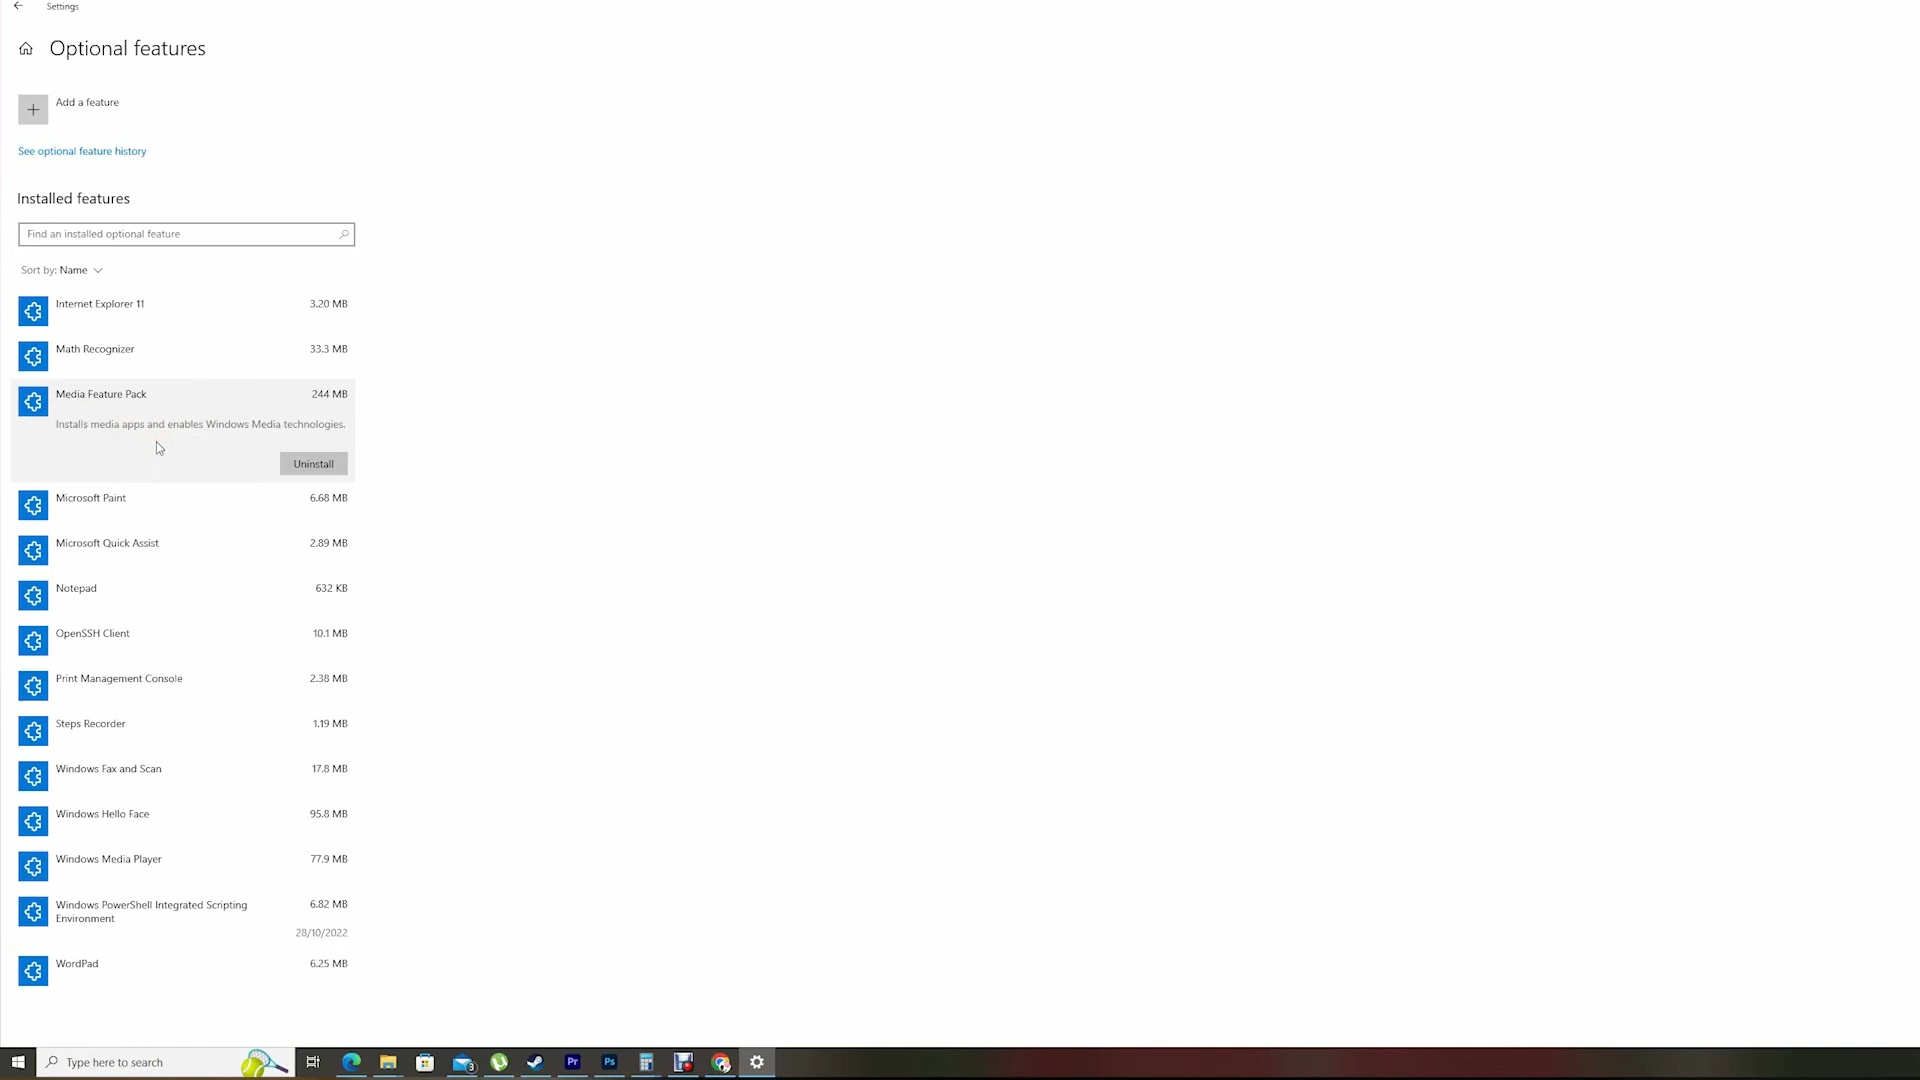 Settings
Optional features
Add a feature
See optional feature history
Installed features
Find an installed optional feature
Sort by: Name
Internet Explorer 11 3.20 MB
Math Recognizer 33.3 MB
Media Feature Pack 244 MB
Installs media apps and enables Windows Media technologies.
Uninstall
Microsoft Paint 6.68 MB
Microsoft Quick Assist 2.89 MB
Notepad 632 KB
OpenSSH Client 10.1 MB
Print Management Console 2.38 MB
Steps Recorder 1.19 MB
Windows Fax and Scan 17.8 MB
Windows Hello Face 95.8 MB
Windows Media Player 77.9 MB
Windows PowerShell Integrated Scripting 6.82 MB
Environment
28/10/2022
WordPad 6.25 MB
Type here to search 3 Pr Ps